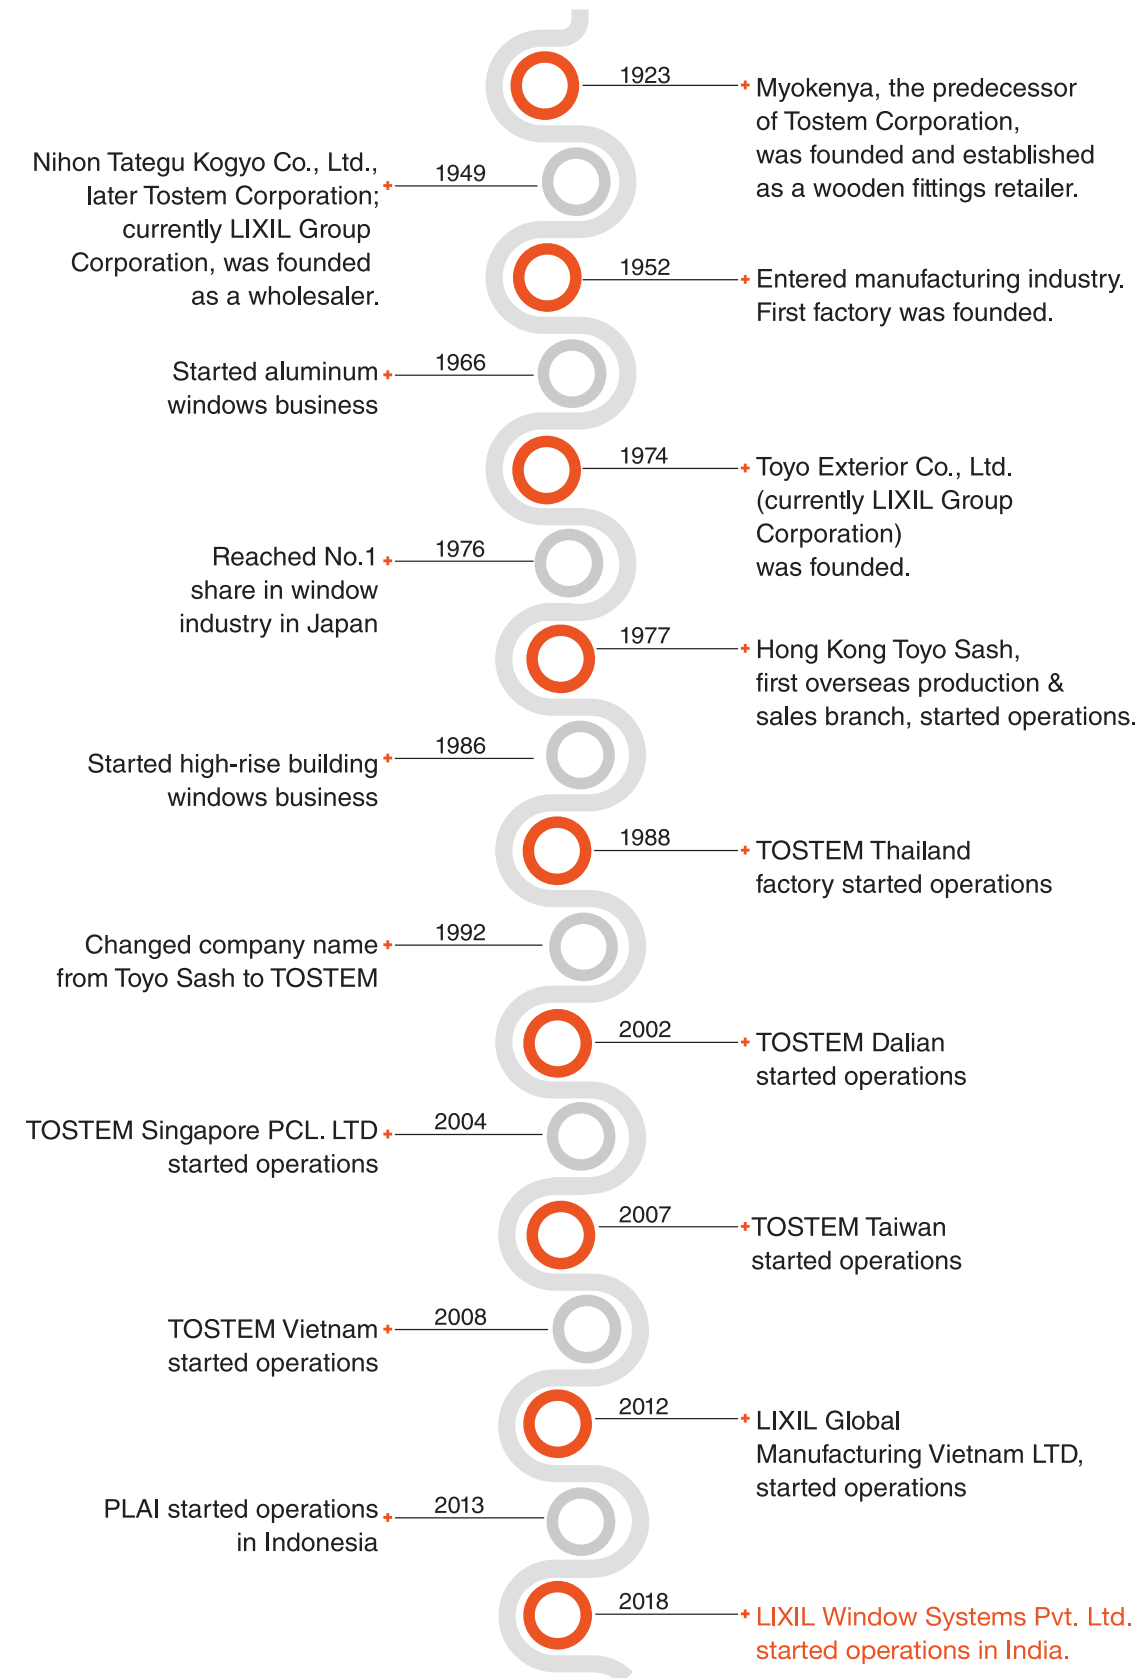 1923
Myokenya, the predecessor
of Tostem Corporation,
was founded and established
as a wooden fittings retailer.
1949
Nihon Tategu Kogyo Co., Ltd.,
later Tostem Corporation;
currently LIXIL Group
Corporation, was founded
as a wholesaler.
1952
Entered manufacturing industry.
First factory was founded.
1966
Started aluminum
windows business
1974
Toyo Exterior Co., Ltd.
(currently LIXIL Group
Corporation)
was founded.
1976
Reached No.1
share in window
industry in Japan
1977
Hong Kong Toyo Sash,
first overseas production &
sales branch, started operations.
1986
Started high-rise building
windows business
1988
TOSTEM Thailand
factory started operations
1992
Changed company name
from Toyo Sash to TOSTEM
2002
TOSTEM Dalian
started operations
2004
TOSTEM Singapore PCL. LTD
started operations
2007
TOSTEM Taiwan
started operations
2008
TOSTEM Vietnam
started operations
2012
LIXIL Global
Manufacturing Vietnam LTD,
started operations
2013
PLAI started operations
in Indonesia
2018
LIXIL Window Systems Pvt. Ltd.
started operations in India.